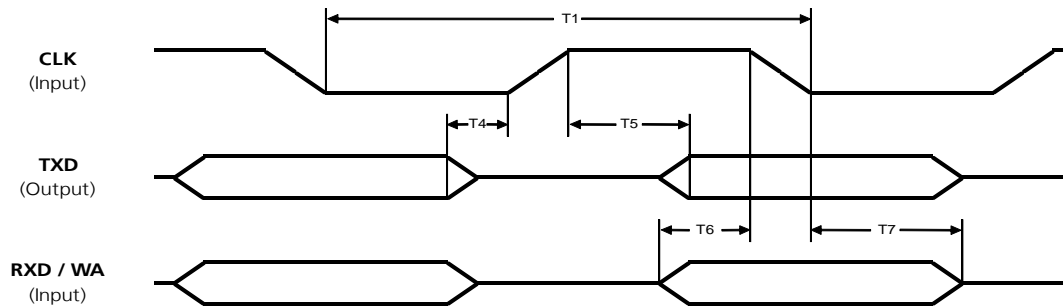 T1
CLK
(Input)
T4
T5
TXD
(Output)
T6
T7
RXD / WA
(Input)